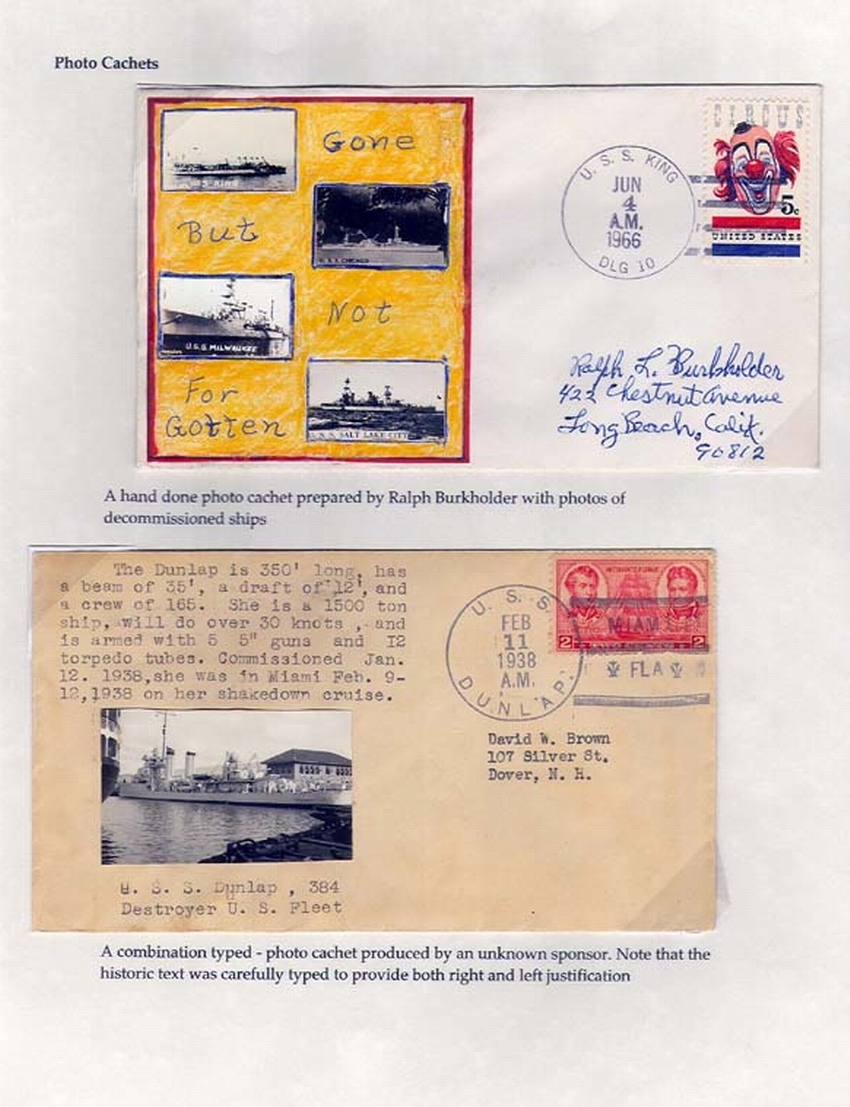 Photo Cachets
Gone
U.S.S. KING
But
U.S.S. CHICAGO
Not
U.S.S. MILWAUKEE
For
Gotten
U.S.S. SALT LAKE CITY
U. S. S. KING
JUN
4
A.M.
1966
DLG 10
CIRCUS
5c
UNITED STATES
Ralph L. Burkholder
422 Chestnut Avenue
Long Beach, Calif.
90812
A hand done photo cachet prepared by Ralph Burkholder with photos of
decommissioned ships
The Dunlap is 350' long, has
a beam of 35', a draft of 12', and
a crew of 165. She is a 1500 ton
ship, will do over 30 knots , and
is armed with 5 5" guns and I2
torpedo tubes. Commissioned Jan.
12. 1938,she was in Miami Feb. 9-
12,1938 on her shakedown cruise.
U. S. S.
FEB
11
1938
A.M.
DUNLAP.
2 2
MIAMI
FLA
David W. Brown
107 Silver St.
Dover, N. H.
U. S. S. Dunlap , 384
Destroyer U. S. Fleet
A combination typed - photo cachet produced by an unknown sponsor. Note that the
historic text was carefully typed to provide both right and left justification